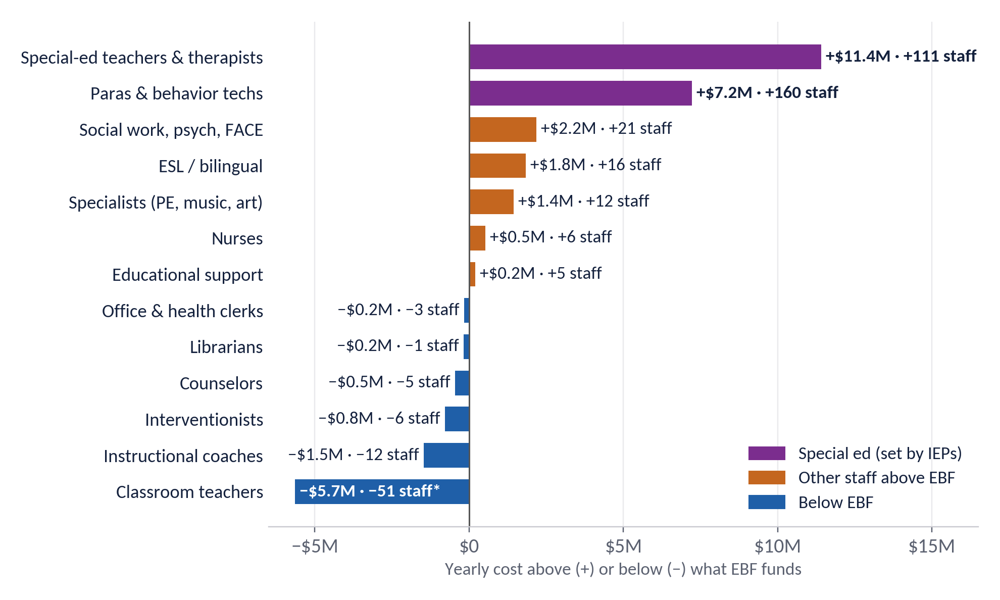 Special-ed teachers & therapists +$11.4M · +111 staff
Paras & behavior techs +$7.2M · +160 staff
Social work, psych, FACE +$2.2M · +21 staff
ESL / bilingual +$1.8M · +16 staff
Specialists (PE, music, art) +$1.4M · +12 staff
Nurses +$0.5M · +6 staff
Educational support +$0.2M · +5 staff
Office & health clerks −$0.2M · −3 staff
Librarians −$0.2M · −1 staff
Counselors −$0.5M · −5 staff
Interventionists −$0.8M · −6 staff
Instructional coaches −$1.5M · −12 staff
Classroom teachers −$5.7M · −51 staff*
Special ed (set by IEPs)
Other staff above EBF
Below EBF
−$5M $0 $5M $10M $15M
Yearly cost above (+) or below (−) what EBF funds